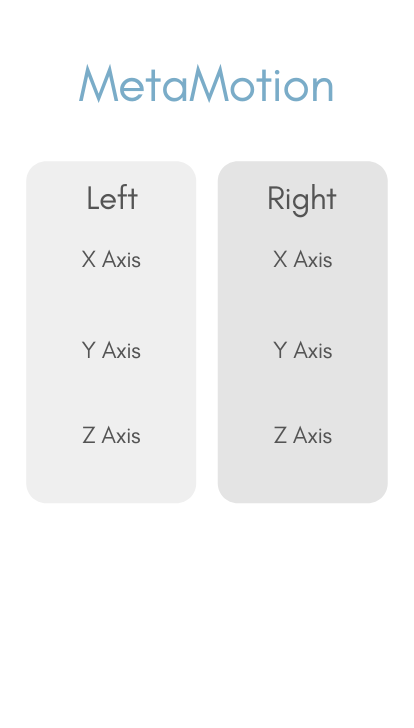 MetaMotion
Left
X Axis
Y Axis
Z Axis
Right
X Axis
Y Axis
Z Axis